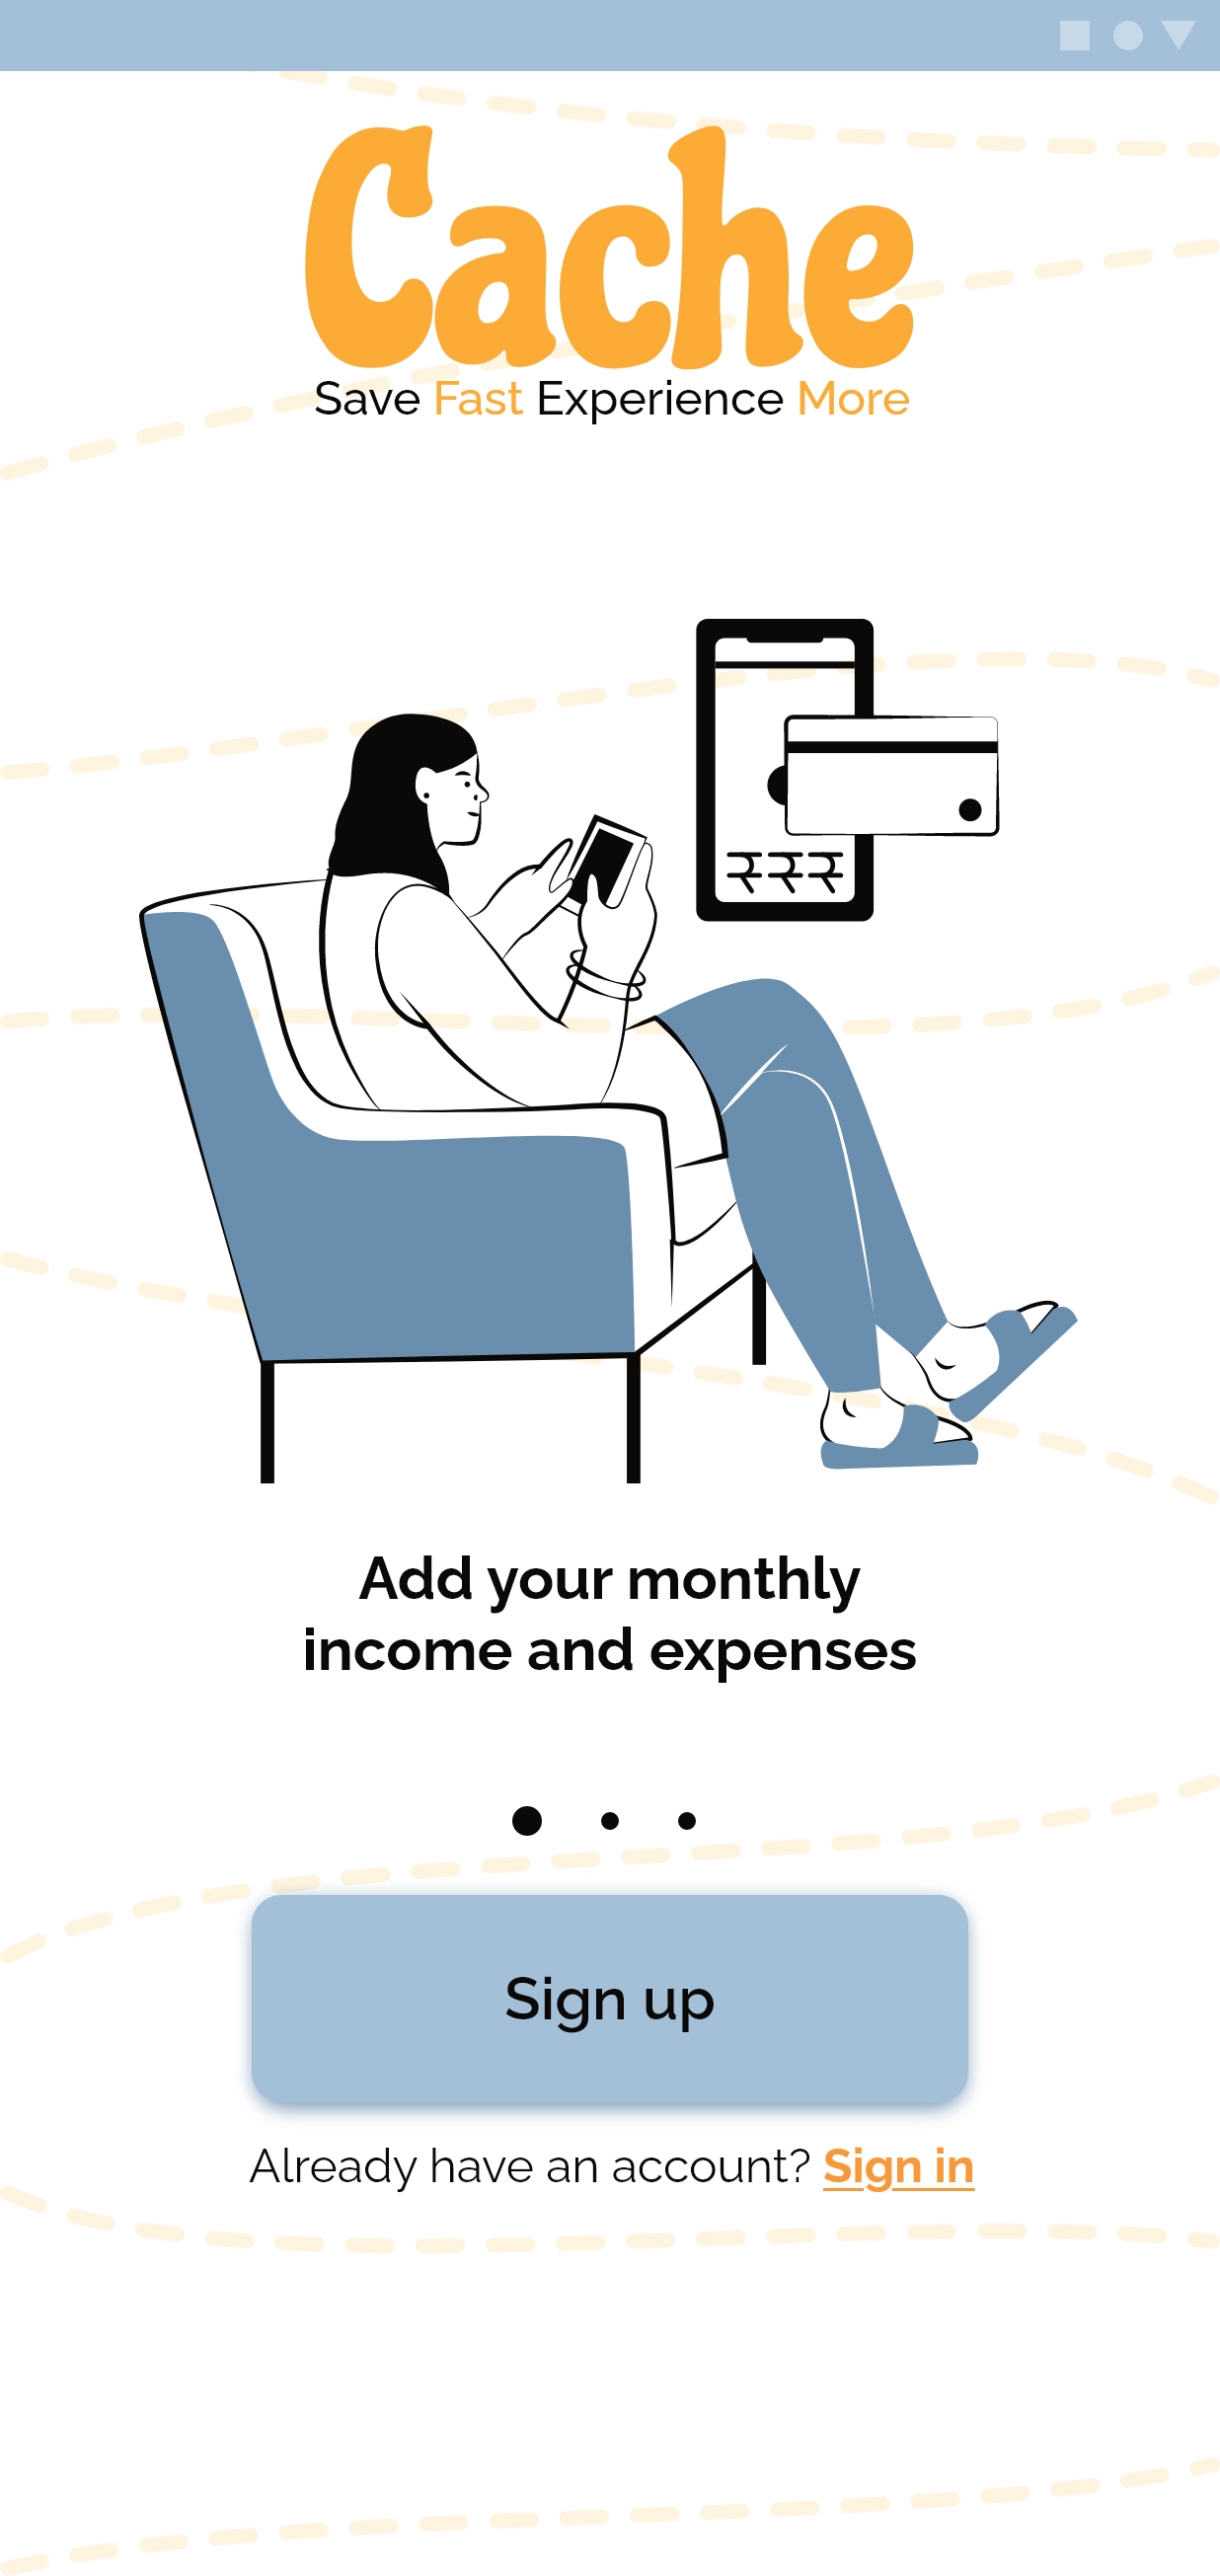 Cache
Save Fast Experience More
₹₹₹
Add your monthly
income and expenses
Sign up
Already have an account? Sign in